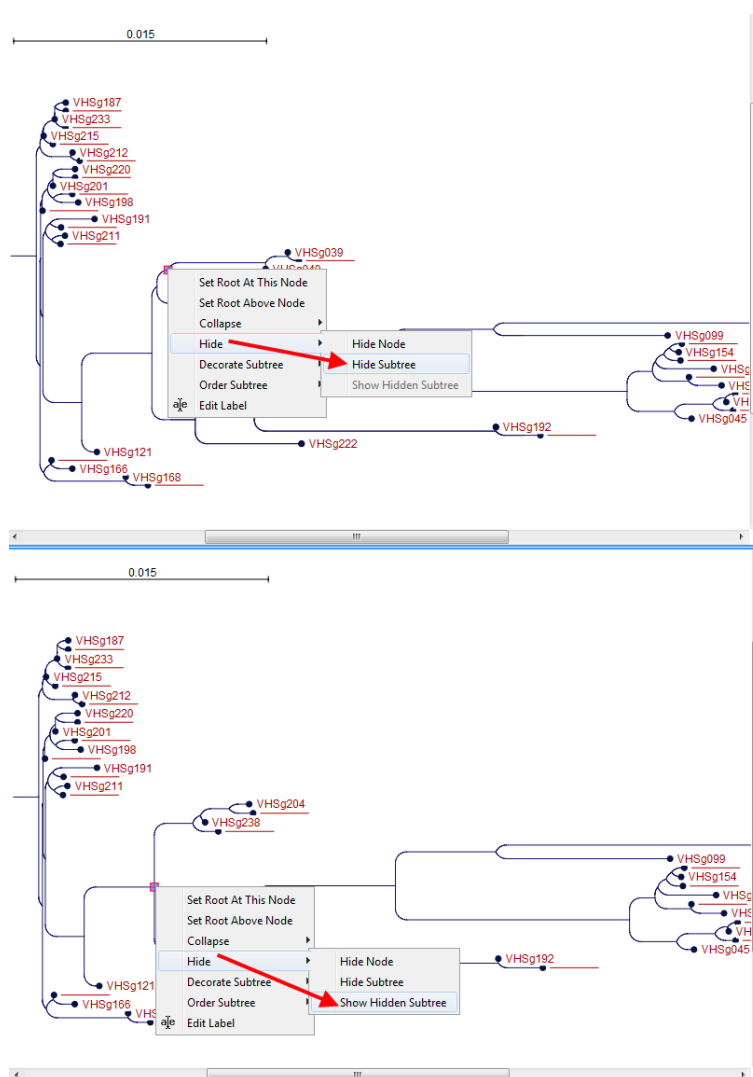 0.015
VHSg187
VHSg233
VHSg215
VHSg212
VHSg220
VHSg201
VHSg198
VHSg191
VHSg211
VHSg039
Set Root At This Node
Set Root Above Node
Collapse
Hide
Hide Node
VHSg099
Decorate Subtree
Hide Subtree
VHSg154
Order Subtree
Show Hidden Subtree
Edit Label
VHSg045
VHSg192
VHSg222
VHSg121
VHSg166
VHSg168
0.015
VHSg187
VHSg233
VHSg215
VHSg212
VHSg220
VHSg201
VHSg198
VHSg191
VHSg211
VHSg204
VHSg238
VHSg099
VHSg154
Set Root At This Node
Set Root Above Node
Collapse
VHSg045
Hide
Hide Node
VHSg192
Decorate Subtree
Hide Subtree
VHSg121
Order Subtree
Show Hidden Subtree
VHSg166
Edit Label